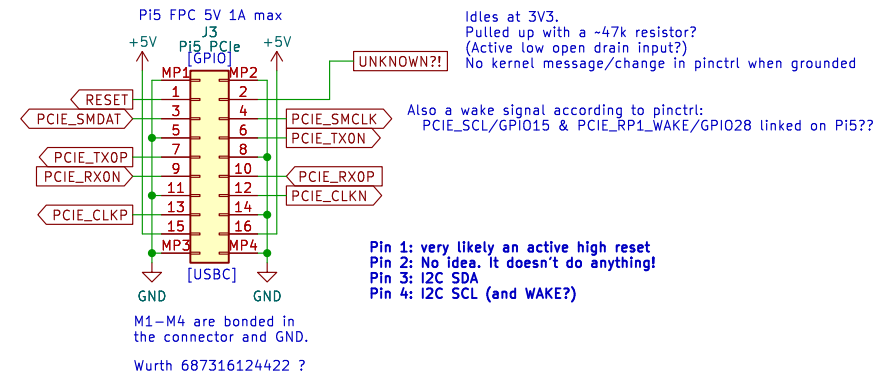 Pi5 FPC 5V 1A max
J3
Pi5 PCIe
[GPIO]
+5V
+5V
MP1
MP2
1
2
RESET
UNKNOWN?!
3
4
PCIE_SMDAT
PCIE_SMCLK
5
6
PCIE_TX0N
7
8
PCIE_TX0P
9
10
PCIE_RX0N
PCIE_RX0P
11
12
PCIE_CLKN
13
14
PCIE_CLKP
15
16
MP3
MP4
[USBC]
GND
GND
M1-M4 are bonded in
the connector and GND.
Wurth 687316124422 ?
Idles at 3V3.
Pulled up with a ~47k resistor?
(Active low open drain input?)
No kernel message/change in pinctrl when grounded
Also a wake signal according to pinctrl:
PCIE_SCL/GPIO15 & PCIE_RP1_WAKE/GPIO28 linked on Pi5??
Pin 1: very likely an active high reset
Pin 2: No idea. It doesn't do anything!
Pin 3: I2C SDA
Pin 4: I2C SCL (and WAKE?)